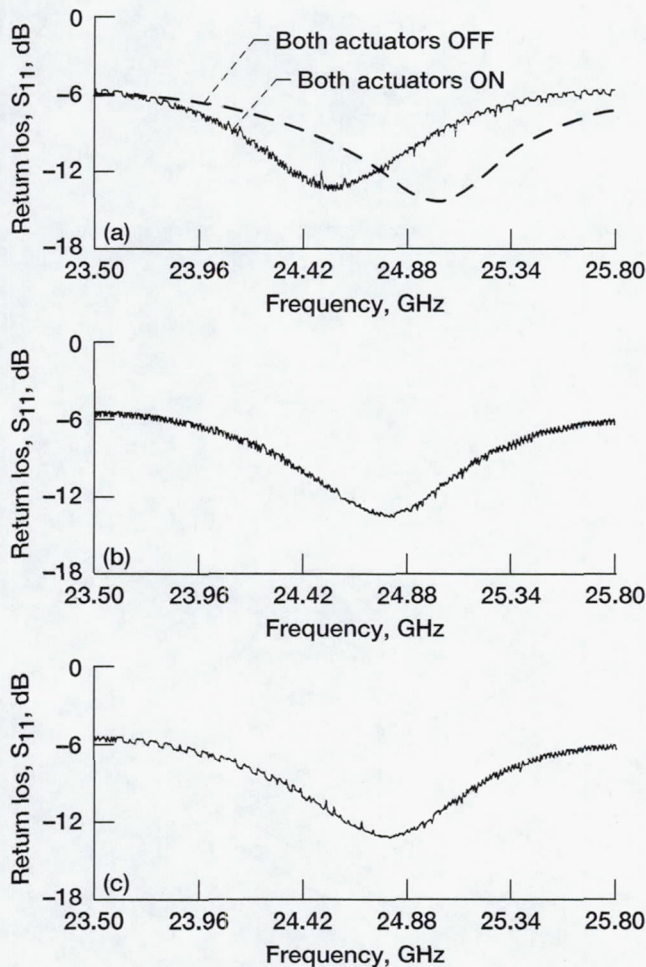 Return los, S11, dB
0
−6
−12
−18
(a)
Both actuators OFF
Both actuators ON
23.50 23.96 24.42 24.88 25.34 25.80
Frequency, GHz
Return los, S11, dB
0
−6
−12
−18
(b)
23.50 23.96 24.42 24.88 25.34 25.80
Frequency, GHz
Return los, S11, dB
0
−6
−12
−18
(c)
23.50 23.96 24.42 24.88 25.34 25.80
Frequency, GHz